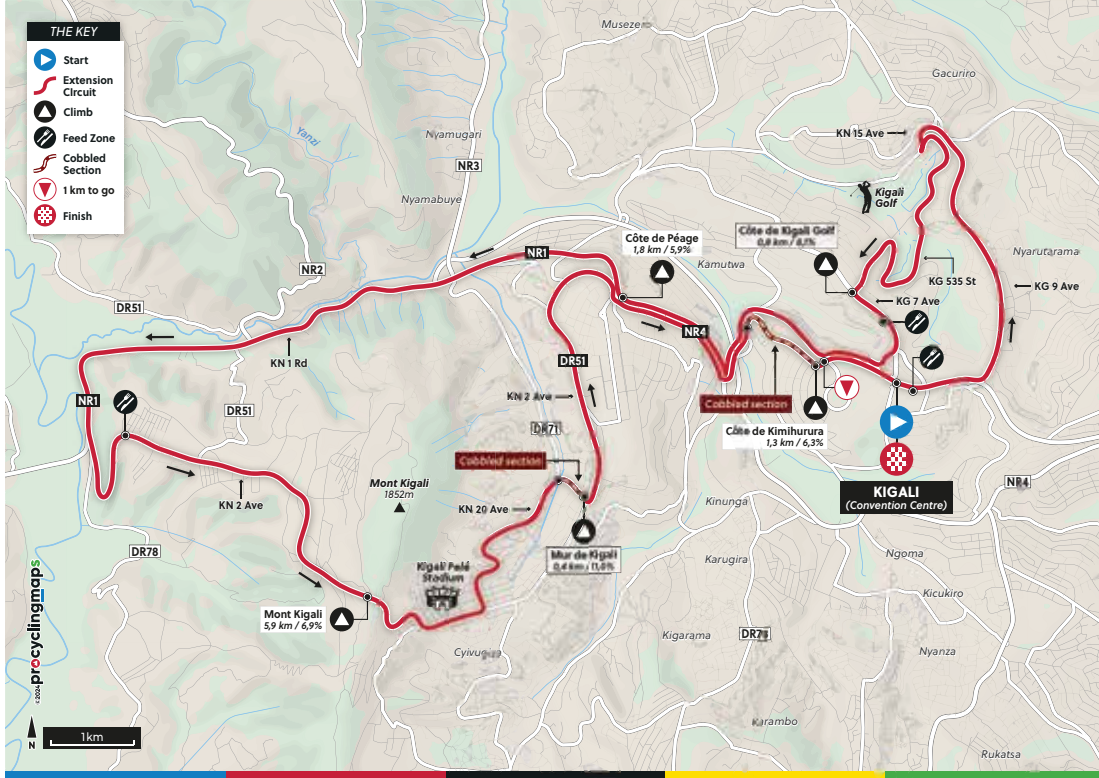 THE KEY
Start
Extension
CIrcuit
Climb
Feed Zone
Cobbled
Section
1 km to go
Finish
Museze
Gacuriro
KN 15 Ave
Yanzi
Nyamugari
NR3
Nyamabuye
Kigali
Golf
Côte de Kigali Golf
0,8 km / 8,1%
Côte de Péage
1,8 km / 5,9%
Kamutwa
Nyarutarama
NR1
NR2
KG 535 St
KG 9 Ave
KG 7 Ave
DR51
NR4
KN 1 Rd
DR51
NR1
DR51
KN 2 Ave
DR71
Cobbled section
Côte de Kimihurura
1,3 km / 6,3%
Cobbled section
Mont Kigali
1852m
KN 2 Ave
KN 20 Ave
Kinunga
KIGALI
(Convention Centre)
NR4
DR78
Mur de Kigali
0,4 km / 11,0%
Karugira
Ngoma
Kigali Pelé
Stadium
Kicukiro
Mont Kigali
5,9 km / 6,9%
Kigarama
Nyanza
Karambo
Rukatsa
©2024 procyclingmaps
N
1km